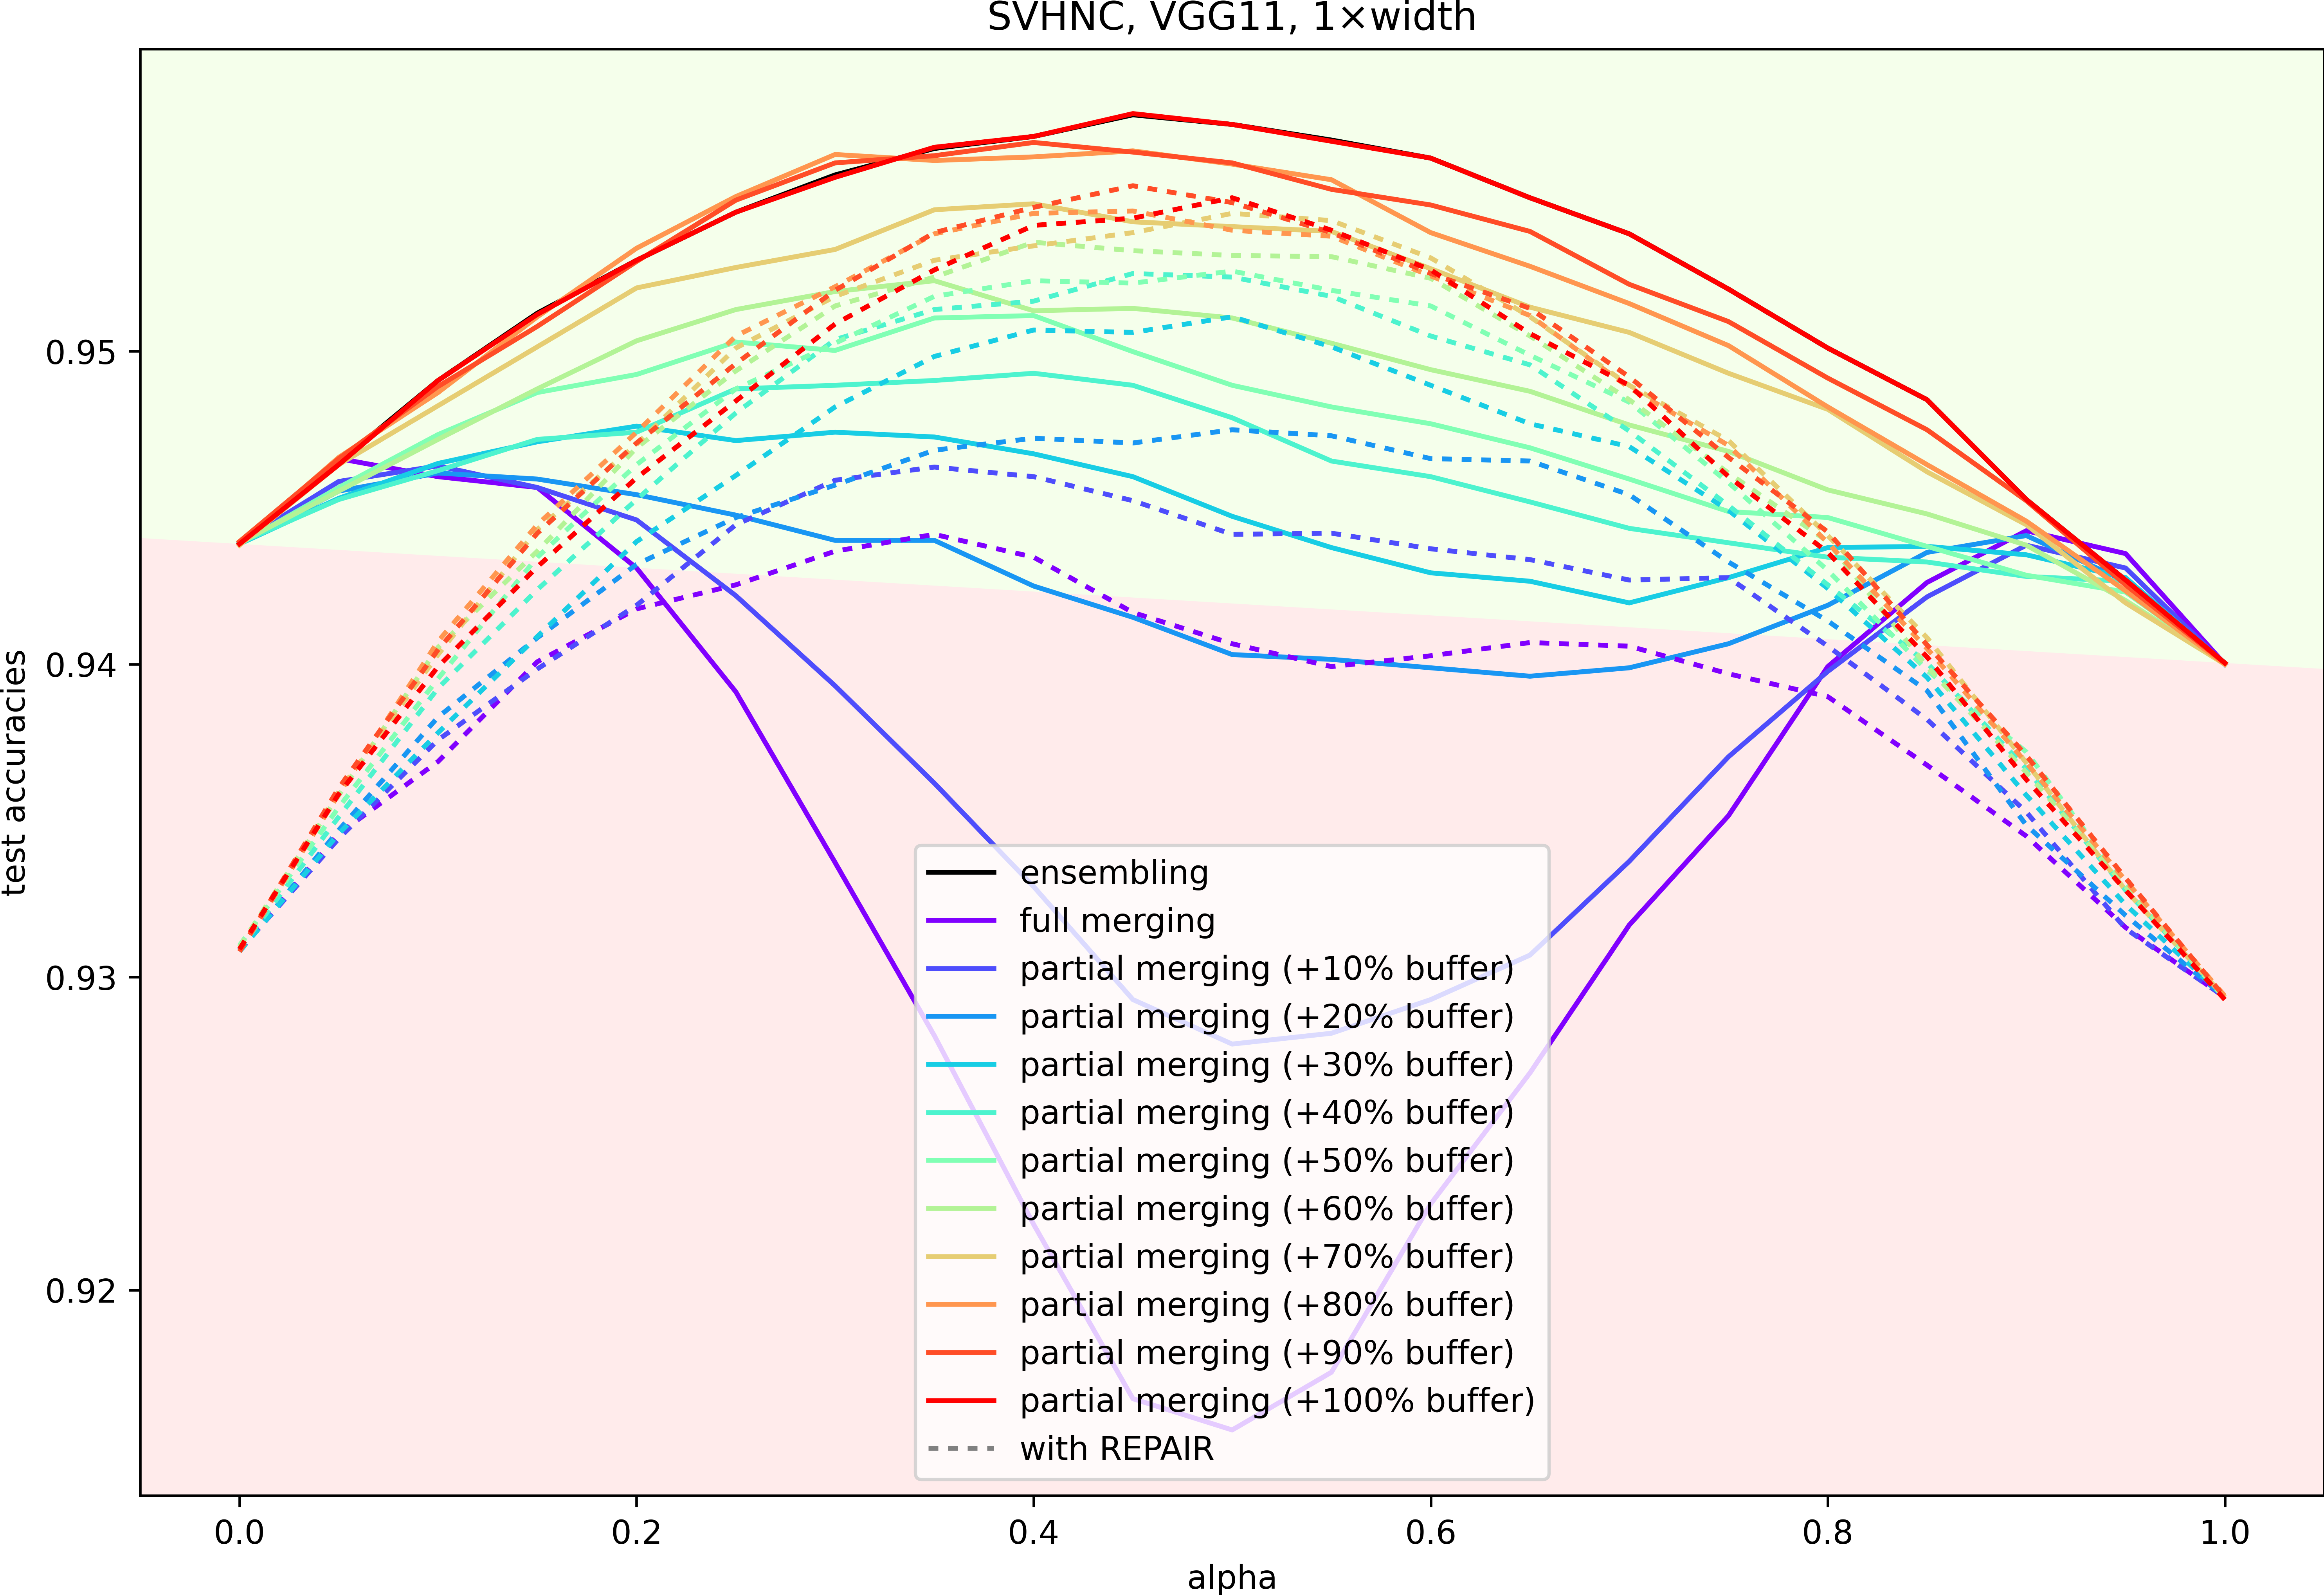 SVHNC, VGG11, 1×width
test accuracies
0.95
0.94
0.93
0.92
ensembling
full merging
partial merging (+10% buffer)
partial merging (+20% buffer)
partial merging (+30% buffer)
partial merging (+40% buffer)
partial merging (+50% buffer)
partial merging (+60% buffer)
partial merging (+70% buffer)
partial merging (+80% buffer)
partial merging (+90% buffer)
partial merging (+100% buffer)
with REPAIR
0.0 0.2 0.4 0.6 0.8 1.0
alpha